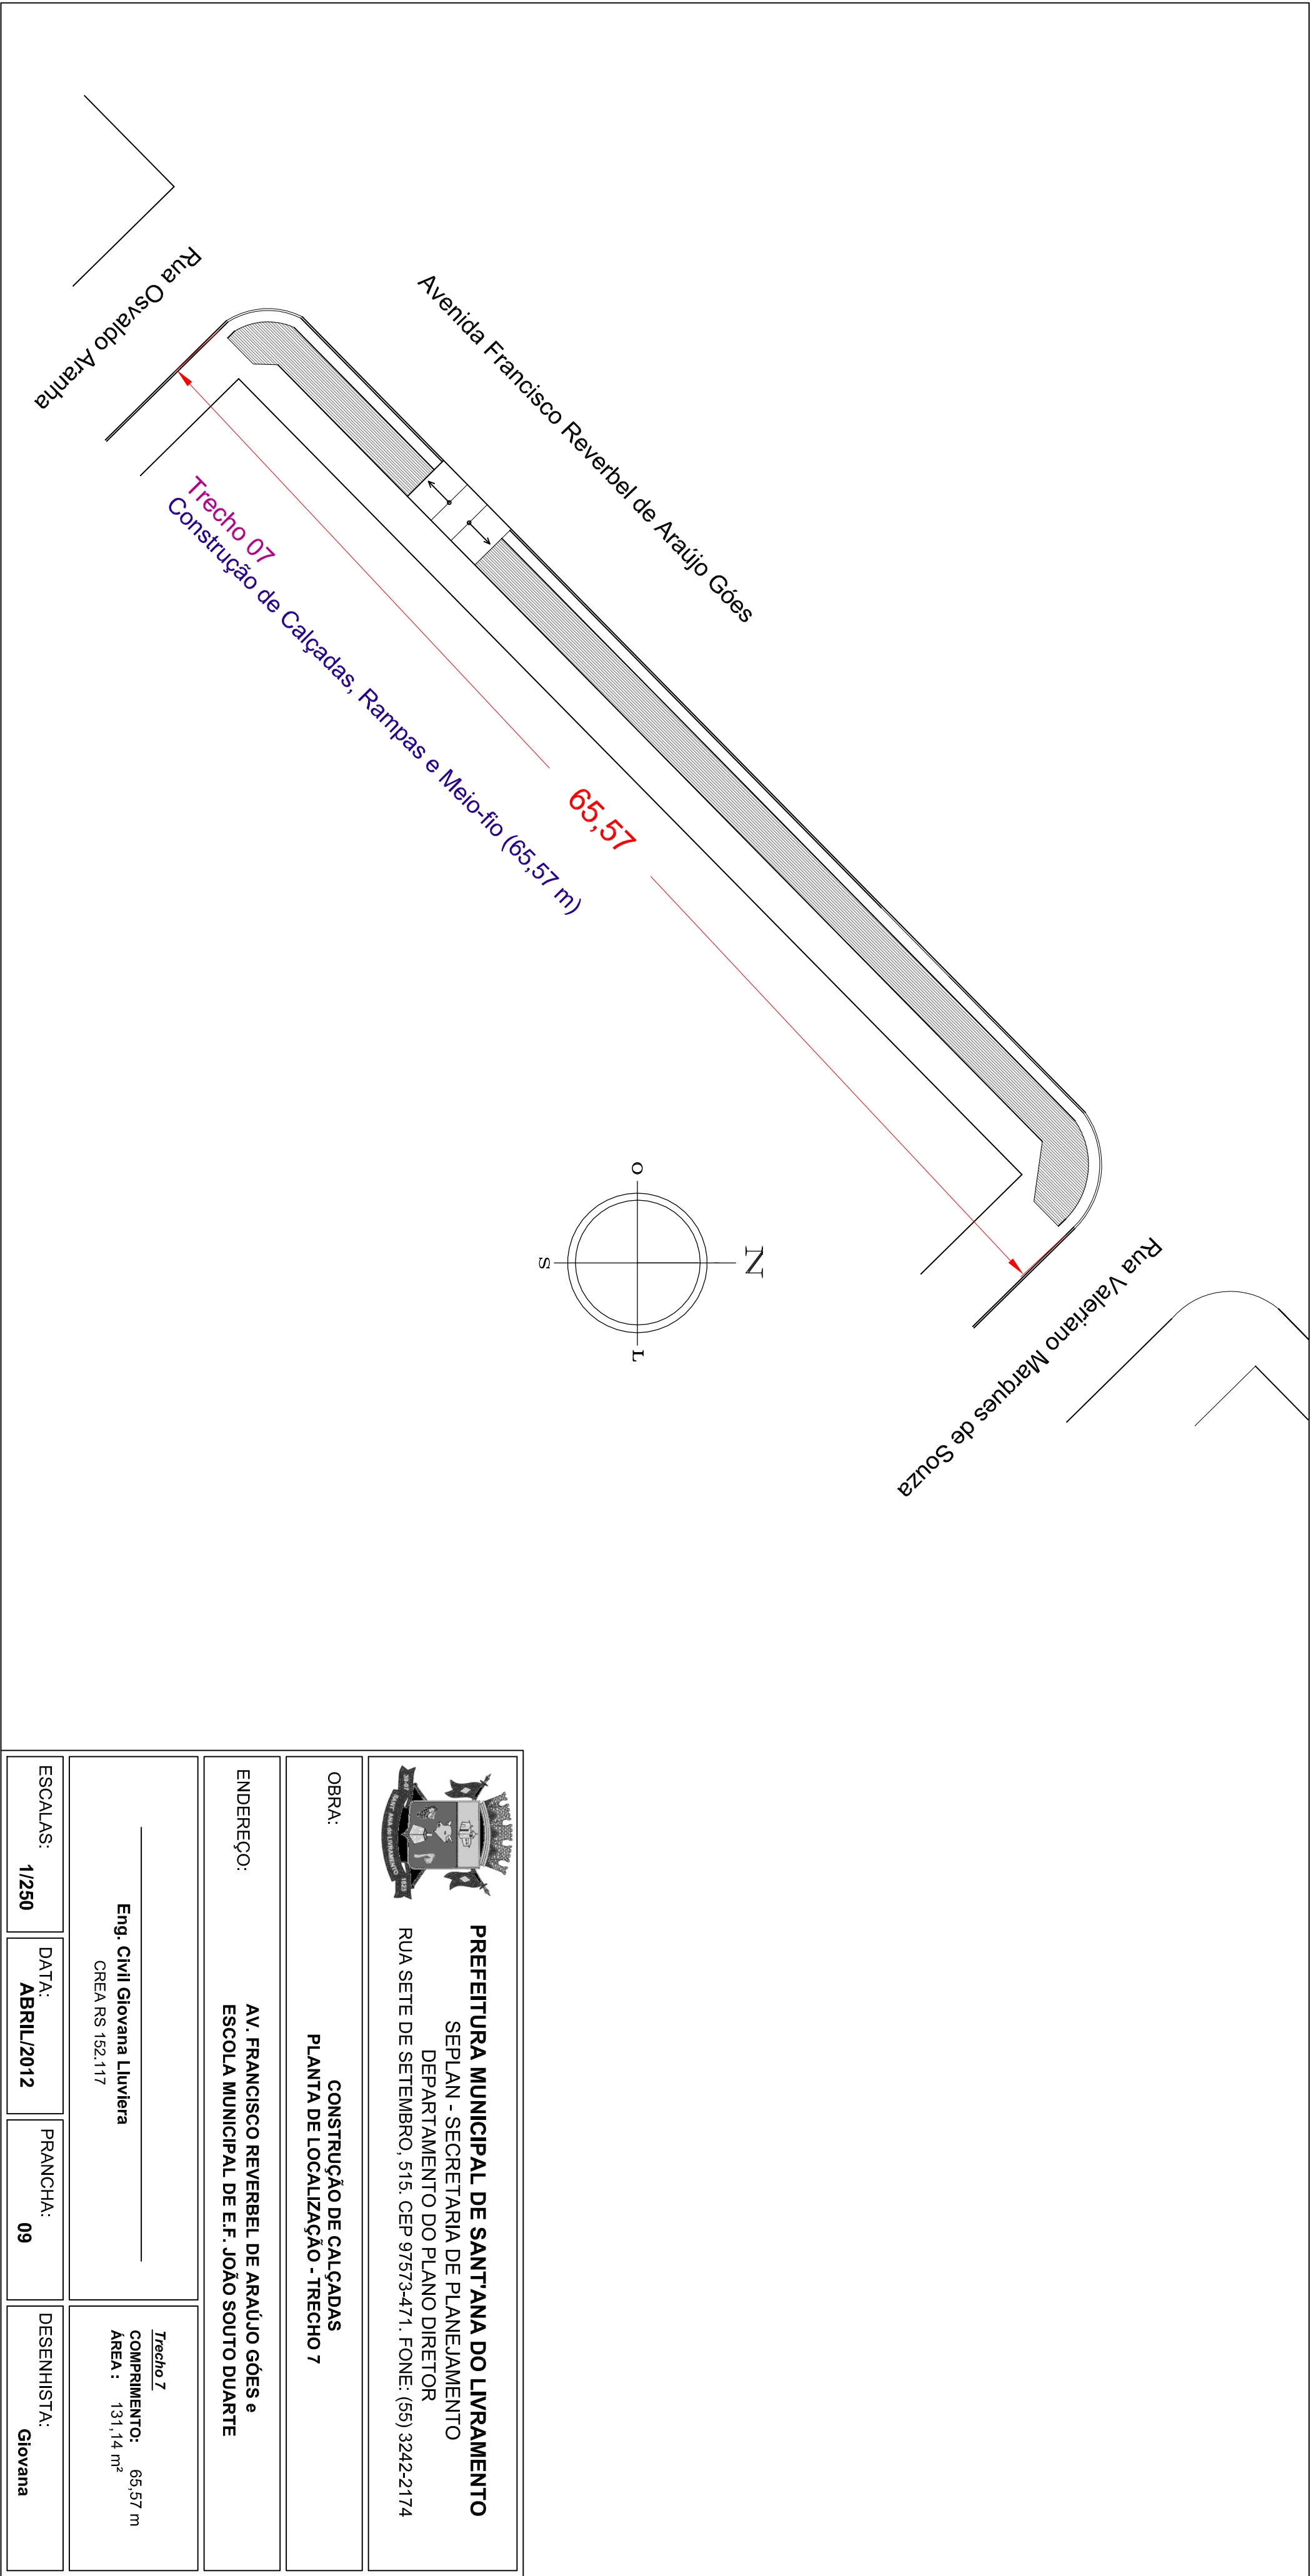 Rua Osvaldo Aranha
Avenida Francisco Reverbel de Araújo Góes
Trecho 07
Construção de Calçadas, Rampas e Meio-fio (65,57 m)
65,57
Rua Valeriano Marques de Souza
N
O
L
S
SANT' ANA do LIVRAMENTO
1823
PREFEITURA MUNICIPAL DE SANT'ANA DO LIVRAMENTO
SEPLAN - SECRETARIA DE PLANEJAMENTO
DEPARTAMENTO DO PLANO DIRETOR
RUA SETE DE SETEMBRO, 515. CEP 97573-471. FONE: (55) 3242-2174
OBRA:
CONSTRUÇÃO DE CALÇADAS
PLANTA DE LOCALIZAÇÃO - TRECHO 7
ENDEREÇO:
AV. FRANCISCO REVERBEL DE ARAÚJO GÓES e
ESCOLA MUNICIPAL DE E.F. JOÃO SOUTO DUARTE
Eng. Civil Giovana Lluviera
CREA RS 152.117
Trecho 7
COMPRIMENTO: 65,57 m
ÁREA : 131,14 m²
ESCALAS: 1/250
DATA: ABRIL/2012
PRANCHA: 09
DESENHISTA: Giovana